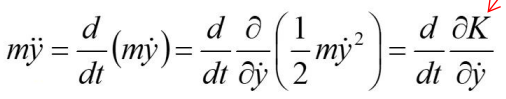 mÿ = d/dt (mẏ) = d/dt ∂/∂ẏ (1/2 mẏ²) = d/dt ∂K/∂ẏ